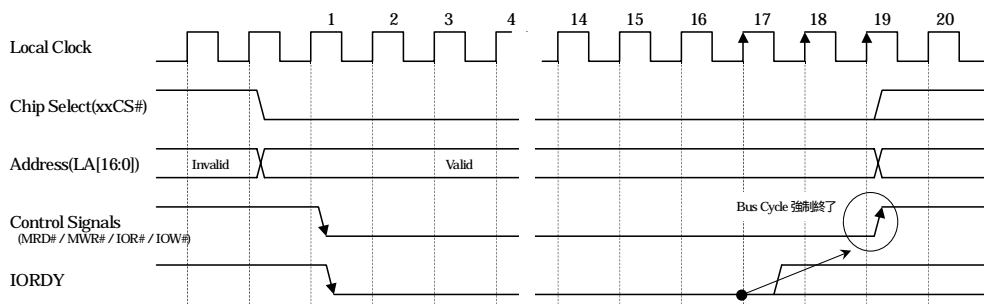 1 2 3 4 14 15 16 17 18 19 20
Local Clock
Chip Select(xxCS#)
Address(LA[16:0])
Invalid
Valid
Bus Cycle 強制終了
Control Signals
(MRD# / MWR# / IOR# / IOW#)
IORDY